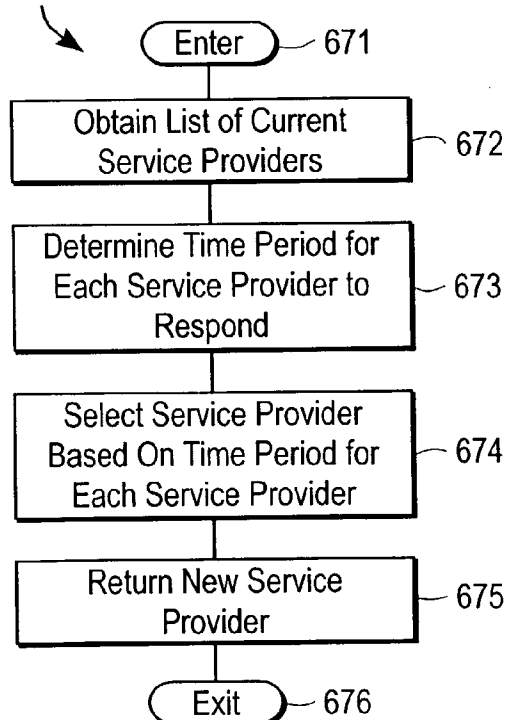 Enter 671
Obtain List of Current
Service Providers 672
Determine Time Period for
Each Service Provider to
Respond 673
Select Service Provider
Based On Time Period for
Each Service Provider 674
Return New Service
Provider 675
Exit 676